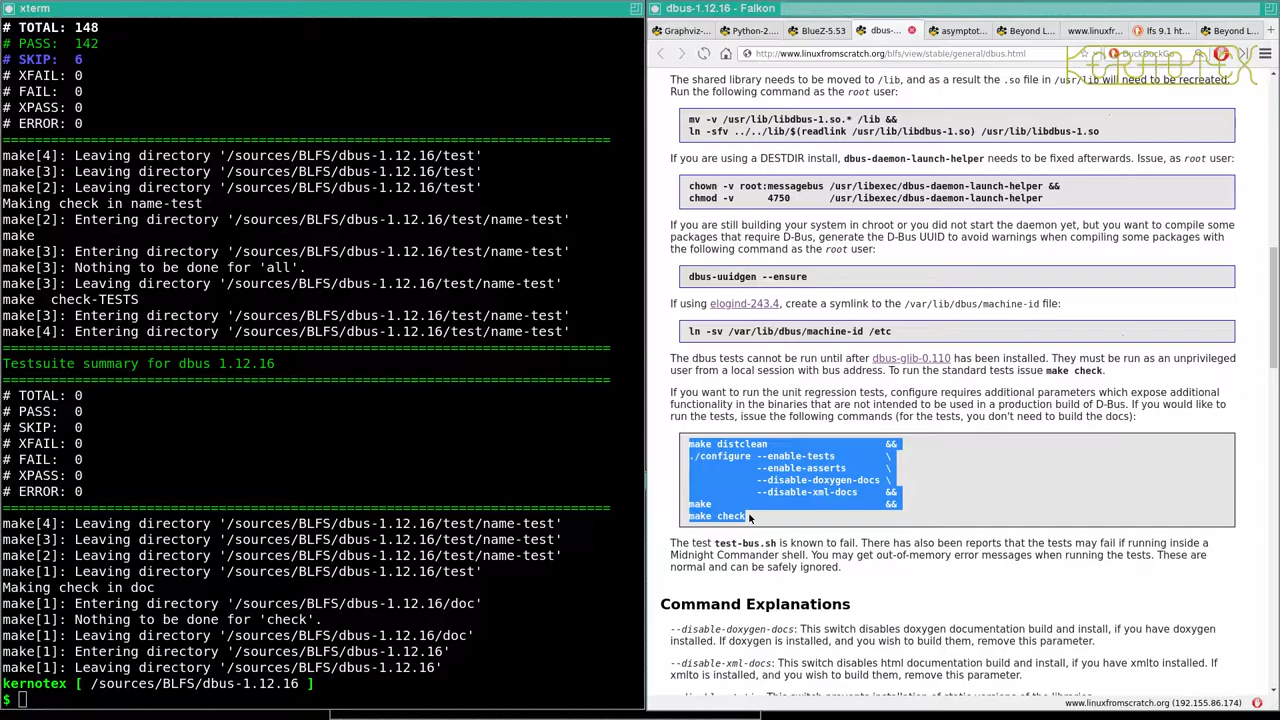 xterm
# TOTAL: 148
# PASS:  142
# SKIP:  6
# XFAIL: 0
# FAIL:  0
# XPASS: 0
# ERROR: 0
============================================================================
make[4]: Leaving directory '/sources/BLFS/dbus-1.12.16/test'
make[3]: Leaving directory '/sources/BLFS/dbus-1.12.16/test'
make[2]: Leaving directory '/sources/BLFS/dbus-1.12.16/test'
Making check in name-test
make[2]: Entering directory '/sources/BLFS/dbus-1.12.16/test/name-test'
make
make[3]: Entering directory '/sources/BLFS/dbus-1.12.16/test/name-test'
make[3]: Nothing to be done for 'all'.
make[3]: Leaving directory '/sources/BLFS/dbus-1.12.16/test/name-test'
make  check-TESTS
make[3]: Entering directory '/sources/BLFS/dbus-1.12.16/test/name-test'
make[4]: Entering directory '/sources/BLFS/dbus-1.12.16/test/name-test'
============================================================================
Testsuite summary for dbus 1.12.16
============================================================================
# TOTAL: 0
# PASS:  0
# SKIP:  0
# XFAIL: 0
# FAIL:  0
# XPASS: 0
# ERROR: 0
============================================================================
make[4]: Leaving directory '/sources/BLFS/dbus-1.12.16/test/name-test'
make[3]: Leaving directory '/sources/BLFS/dbus-1.12.16/test/name-test'
make[2]: Leaving directory '/sources/BLFS/dbus-1.12.16/test/name-test'
make[1]: Leaving directory '/sources/BLFS/dbus-1.12.16/test'
Making check in doc
make[1]: Entering directory '/sources/BLFS/dbus-1.12.16/doc'
make[1]: Nothing to be done for 'check'.
make[1]: Leaving directory '/sources/BLFS/dbus-1.12.16/doc'
make[1]: Entering directory '/sources/BLFS/dbus-1.12.16'
make[1]: Leaving directory '/sources/BLFS/dbus-1.12.16'
kernotex [ /sources/BLFS/dbus-1.12.16 ]
$
dbus-1.12.16 - Falkon
Graphviz-... Python-2.... BlueZ-5.53 dbus-... asymptot... Beyond L... www.linuxfr... lfs 9.1 ht... Beyond L...
http://www.linuxfromscratch.org/blfs/view/stable/general/dbus.html DuckDuckGo
KERNOTEX
The shared library needs to be moved to /lib, and as a result the .so file in /usr/lib will need to be recreated.
Run the following command as the root user:
mv -v /usr/lib/libdbus-1.so.* /lib &&
ln -sfv ../../lib/$(readlink /usr/lib/libdbus-1.so) /usr/lib/libdbus-1.so
If you are using a DESTDIR install, dbus-daemon-launch-helper needs to be fixed afterwards. Issue, as root user:
chown -v root:messagebus /usr/libexec/dbus-daemon-launch-helper &&
chmod -v      4750       /usr/libexec/dbus-daemon-launch-helper
If you are still building your system in chroot or you did not start the daemon yet, but you want to compile some
packages that require D-Bus, generate the D-Bus UUID to avoid warnings when compiling some packages with
the following command as the root user:
dbus-uuidgen --ensure
If using elogind-243.4, create a symlink to the /var/lib/dbus/machine-id file:
ln -sv /var/lib/dbus/machine-id /etc
The dbus tests cannot be run until after dbus-glib-0.110 has been installed. They must be run as an unprivileged
user from a local session with bus address. To run the standard tests issue make check.
If you want to run the unit regression tests, configure requires additional parameters which expose additional
functionality in the binaries that are not intended to be used in a production build of D-Bus. If you would like to
run the tests, issue the following commands (for the tests, you don't need to build the docs):
make distclean                     &&
./configure --enable-tests         \
            --enable-asserts       \
            --disable-doxygen-docs \
            --disable-xml-docs     &&
make                               &&
make check
The test test-bus.sh is known to fail. There has also been reports that the tests may fail if running inside a
Midnight Commander shell. You may get out-of-memory error messages when running the tests. These are
normal and can be safely ignored.
Command Explanations
--disable-doxygen-docs: This switch disables doxygen documentation build and install, if you have doxygen
installed. If doxygen is installed, and you wish to build them, remove this parameter.
--disable-xml-docs: This switch disables html documentation build and install, if you have xmlto installed. If
xmlto is installed, and you wish to build them, remove this parameter.
www.linuxfromscratch.org (192.155.86.174)